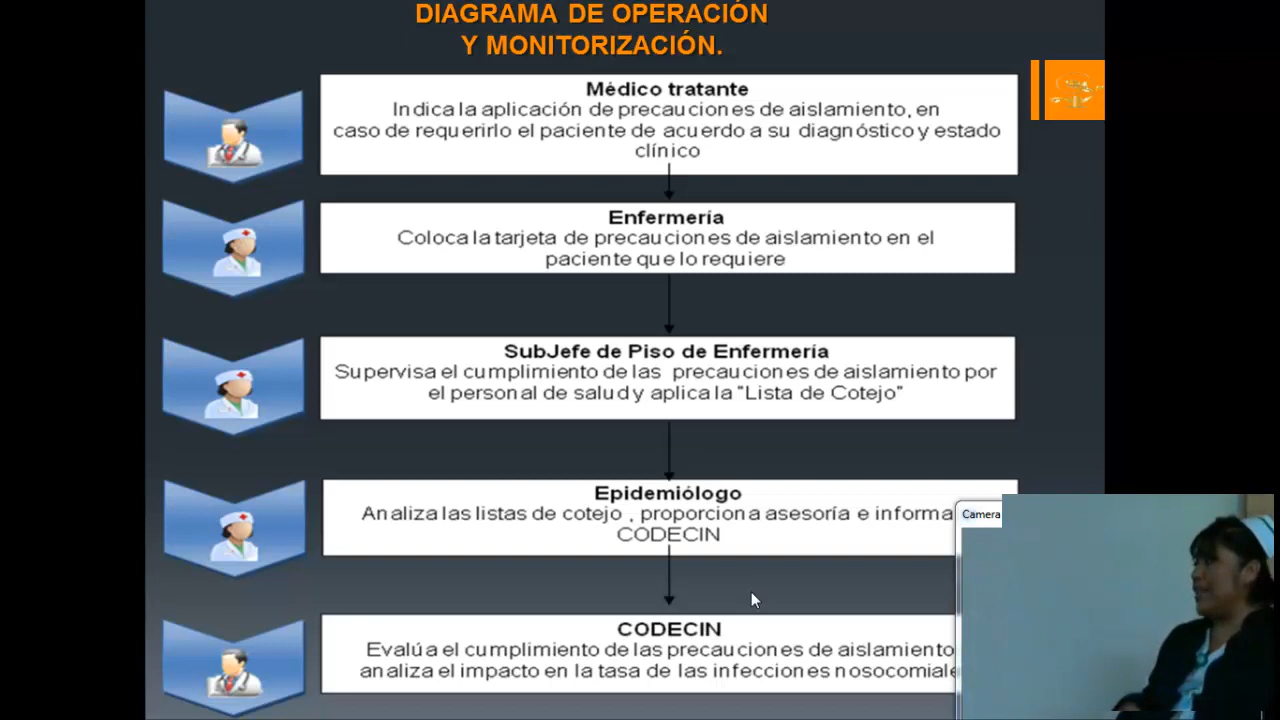 DIAGRAMA DE OPERACIÓN
Y MONITORIZACIÓN.
Médico tratante
Indica la aplicación de precauciones de aislamiento, en
caso de requerirlo el paciente de acuerdo a su diagnóstico y estado
clínico
Enfermería
Coloca la tarjeta de precauciones de aislamiento en el
paciente que lo requiere
SubJefe de Piso de Enfermería
Supervisa el cumplimiento de las precauciones de aislamiento por
el personal de salud y aplica la "Lista de Cotejo"
Epidemiólogo
Analiza las listas de cotejo , proporciona asesoría e informa
CODECIN
Camera
CODECIN
Evalúa el cumplimiento de las precauciones de aislamiento
analiza el impacto en la tasa de las infecciones nosocomiale